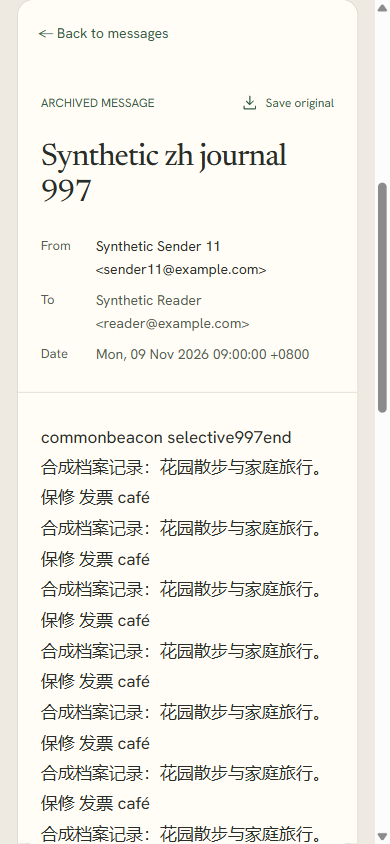 ← Back to messages
ARCHIVED MESSAGE
Save original
Synthetic zh journal
997
From
Synthetic Sender 11
<sender11@example.com>
To
Synthetic Reader
<reader@example.com>
Date
Mon, 09 Nov 2026 09:00:00 +0800
commonbeacon selective997end
合成档案记录：花园散步与家庭旅行。
保修 发票 café
合成档案记录：花园散步与家庭旅行。
保修 发票 café
合成档案记录：花园散步与家庭旅行。
保修 发票 café
合成档案记录：花园散步与家庭旅行。
保修 发票 café
合成档案记录：花园散步与家庭旅行。
保修 发票 café
合成档案记录：花园散步与家庭旅行。
保修 发票 café
合成档案记录：花园散步与家庭旅行。